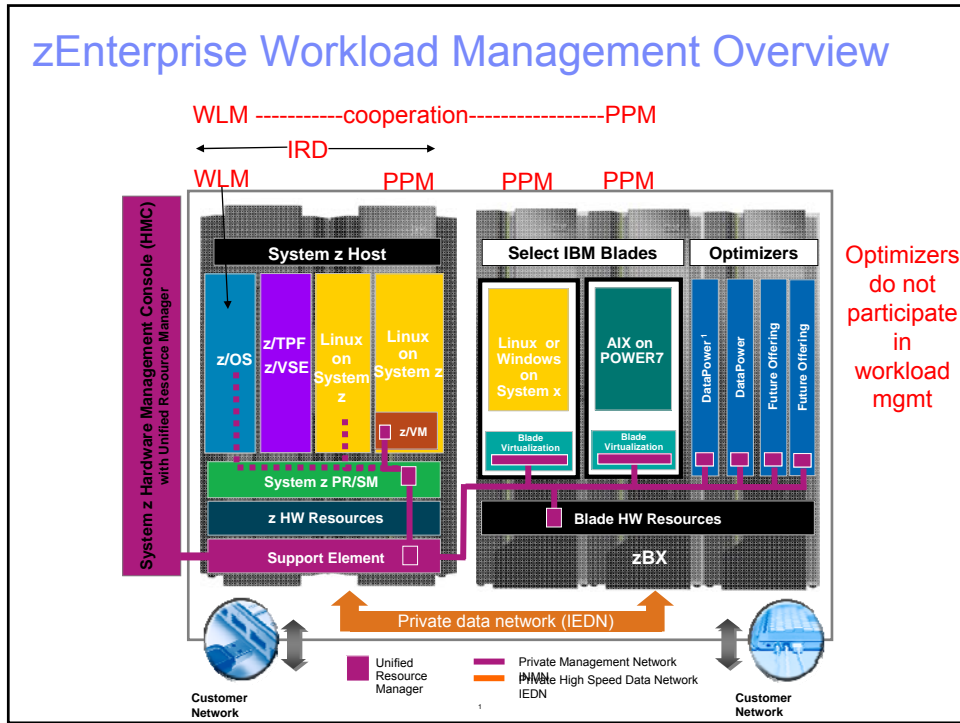 zEnterprise Workload Management Overview
WLM -----------cooperation-----------------PPM
IRD
WLM
PPM
PPM
PPM
System z Hardware Management Console (HMC)
with Unified Resource Manager
System z Host
Select IBM Blades
Optimizers
z/OS
z/TPF
z/VSE
Linux
on
System
z
Linux
on
System z
z/VM
Linux or
Windows
on
System x
AIX on
POWER7
Blade
Virtualization
Blade
Virtualization
DataPower 1
DataPower
Future Offering
Future Offering
Optimizers
do not
participate
in
workload
mgmt
System z PR/SM
z HW Resources
Support Element
Blade HW Resources
zBX
Private data network (IEDN)
Customer
Network
Unified
Resource
Manager
Private Management Network
INMN
Private High Speed Data Network
IEDN
Customer
Network
1